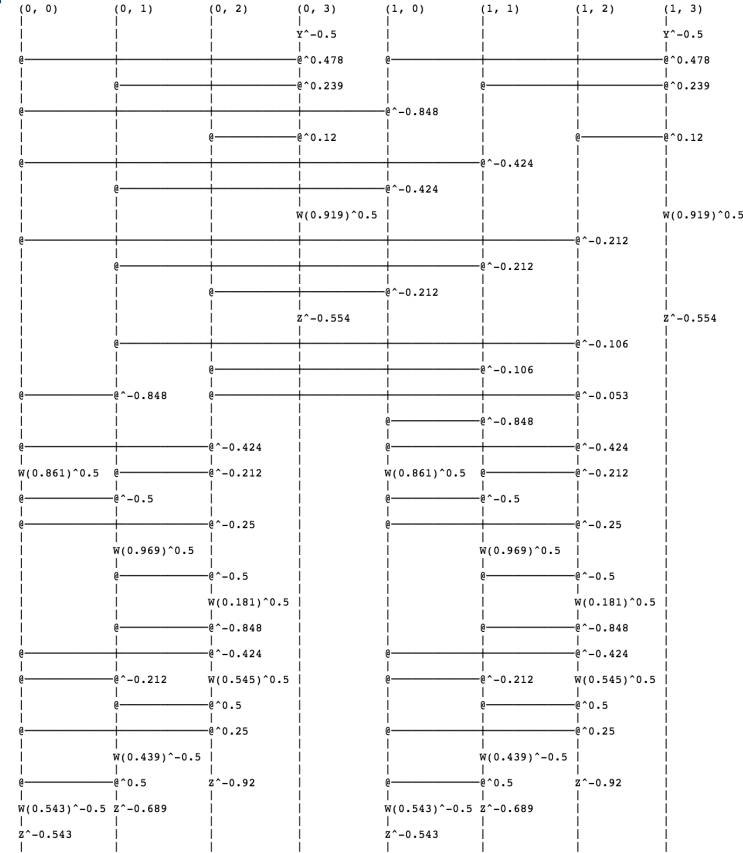 (0, 0) (0, 1) (0, 2) (0, 3) (1, 0) (1, 1) (1, 2) (1, 3)
Y^-0.5 Y^-0.5
@ @^0.478 @ @^0.478
@ @^0.239 @ @^0.239
@ @^-0.848
@ @^0.12 @ @^0.12
@ @^-0.424
@ @^-0.424
W(0.919)^0.5 W(0.919)^0.5
@ @^-0.212
@ @^-0.212
@ @^-0.212
Z^-0.554 Z^-0.554
@ @^-0.106
@ @^-0.106
@ @^-0.848 @ @^-0.053
@ @^-0.848
@ @^-0.424 @ @^-0.424
W(0.861)^0.5 @ @^-0.212 W(0.861)^0.5 @ @^-0.212
@ @^-0.5 @ @^-0.5
@ @^-0.25 @ @^-0.25
W(0.969)^0.5 W(0.969)^0.5
@ @^-0.5 @ @^-0.5
W(0.181)^0.5 W(0.181)^0.5
@ @^-0.848 @ @^-0.848
@ @^-0.424 @ @^-0.424
@ @^-0.212 W(0.545)^0.5 @ @^-0.212 W(0.545)^0.5
@ @^0.5 @ @^0.5
@ @^0.25 @ @^0.25
W(0.439)^-0.5 W(0.439)^-0.5
@ @^0.5 Z^-0.92 @ @^0.5 Z^-0.92
W(0.543)^-0.5 Z^-0.689 W(0.543)^-0.5 Z^-0.689
Z^-0.543 Z^-0.543